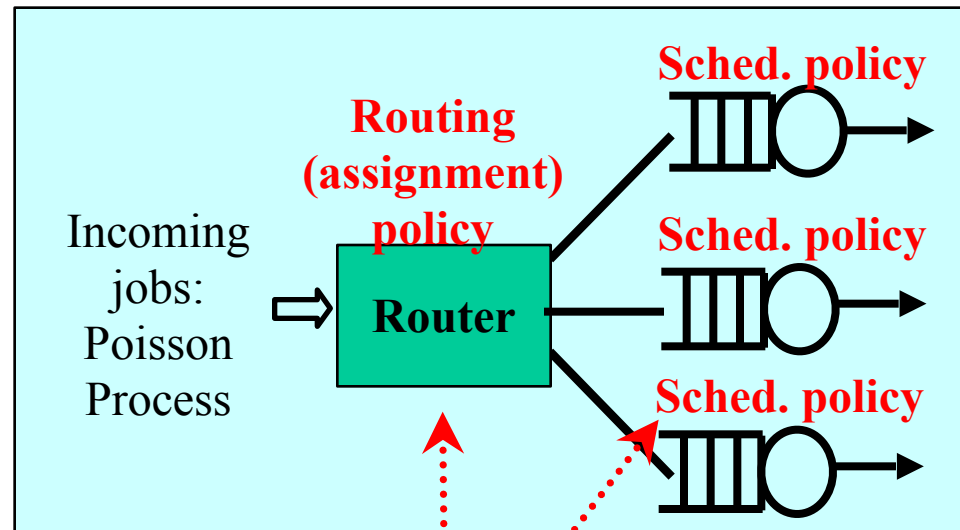 Sched. policy
Routing
(assignment)
policy
Incoming
jobs:
Poisson
Process
Router
Sched. policy
Sched. policy